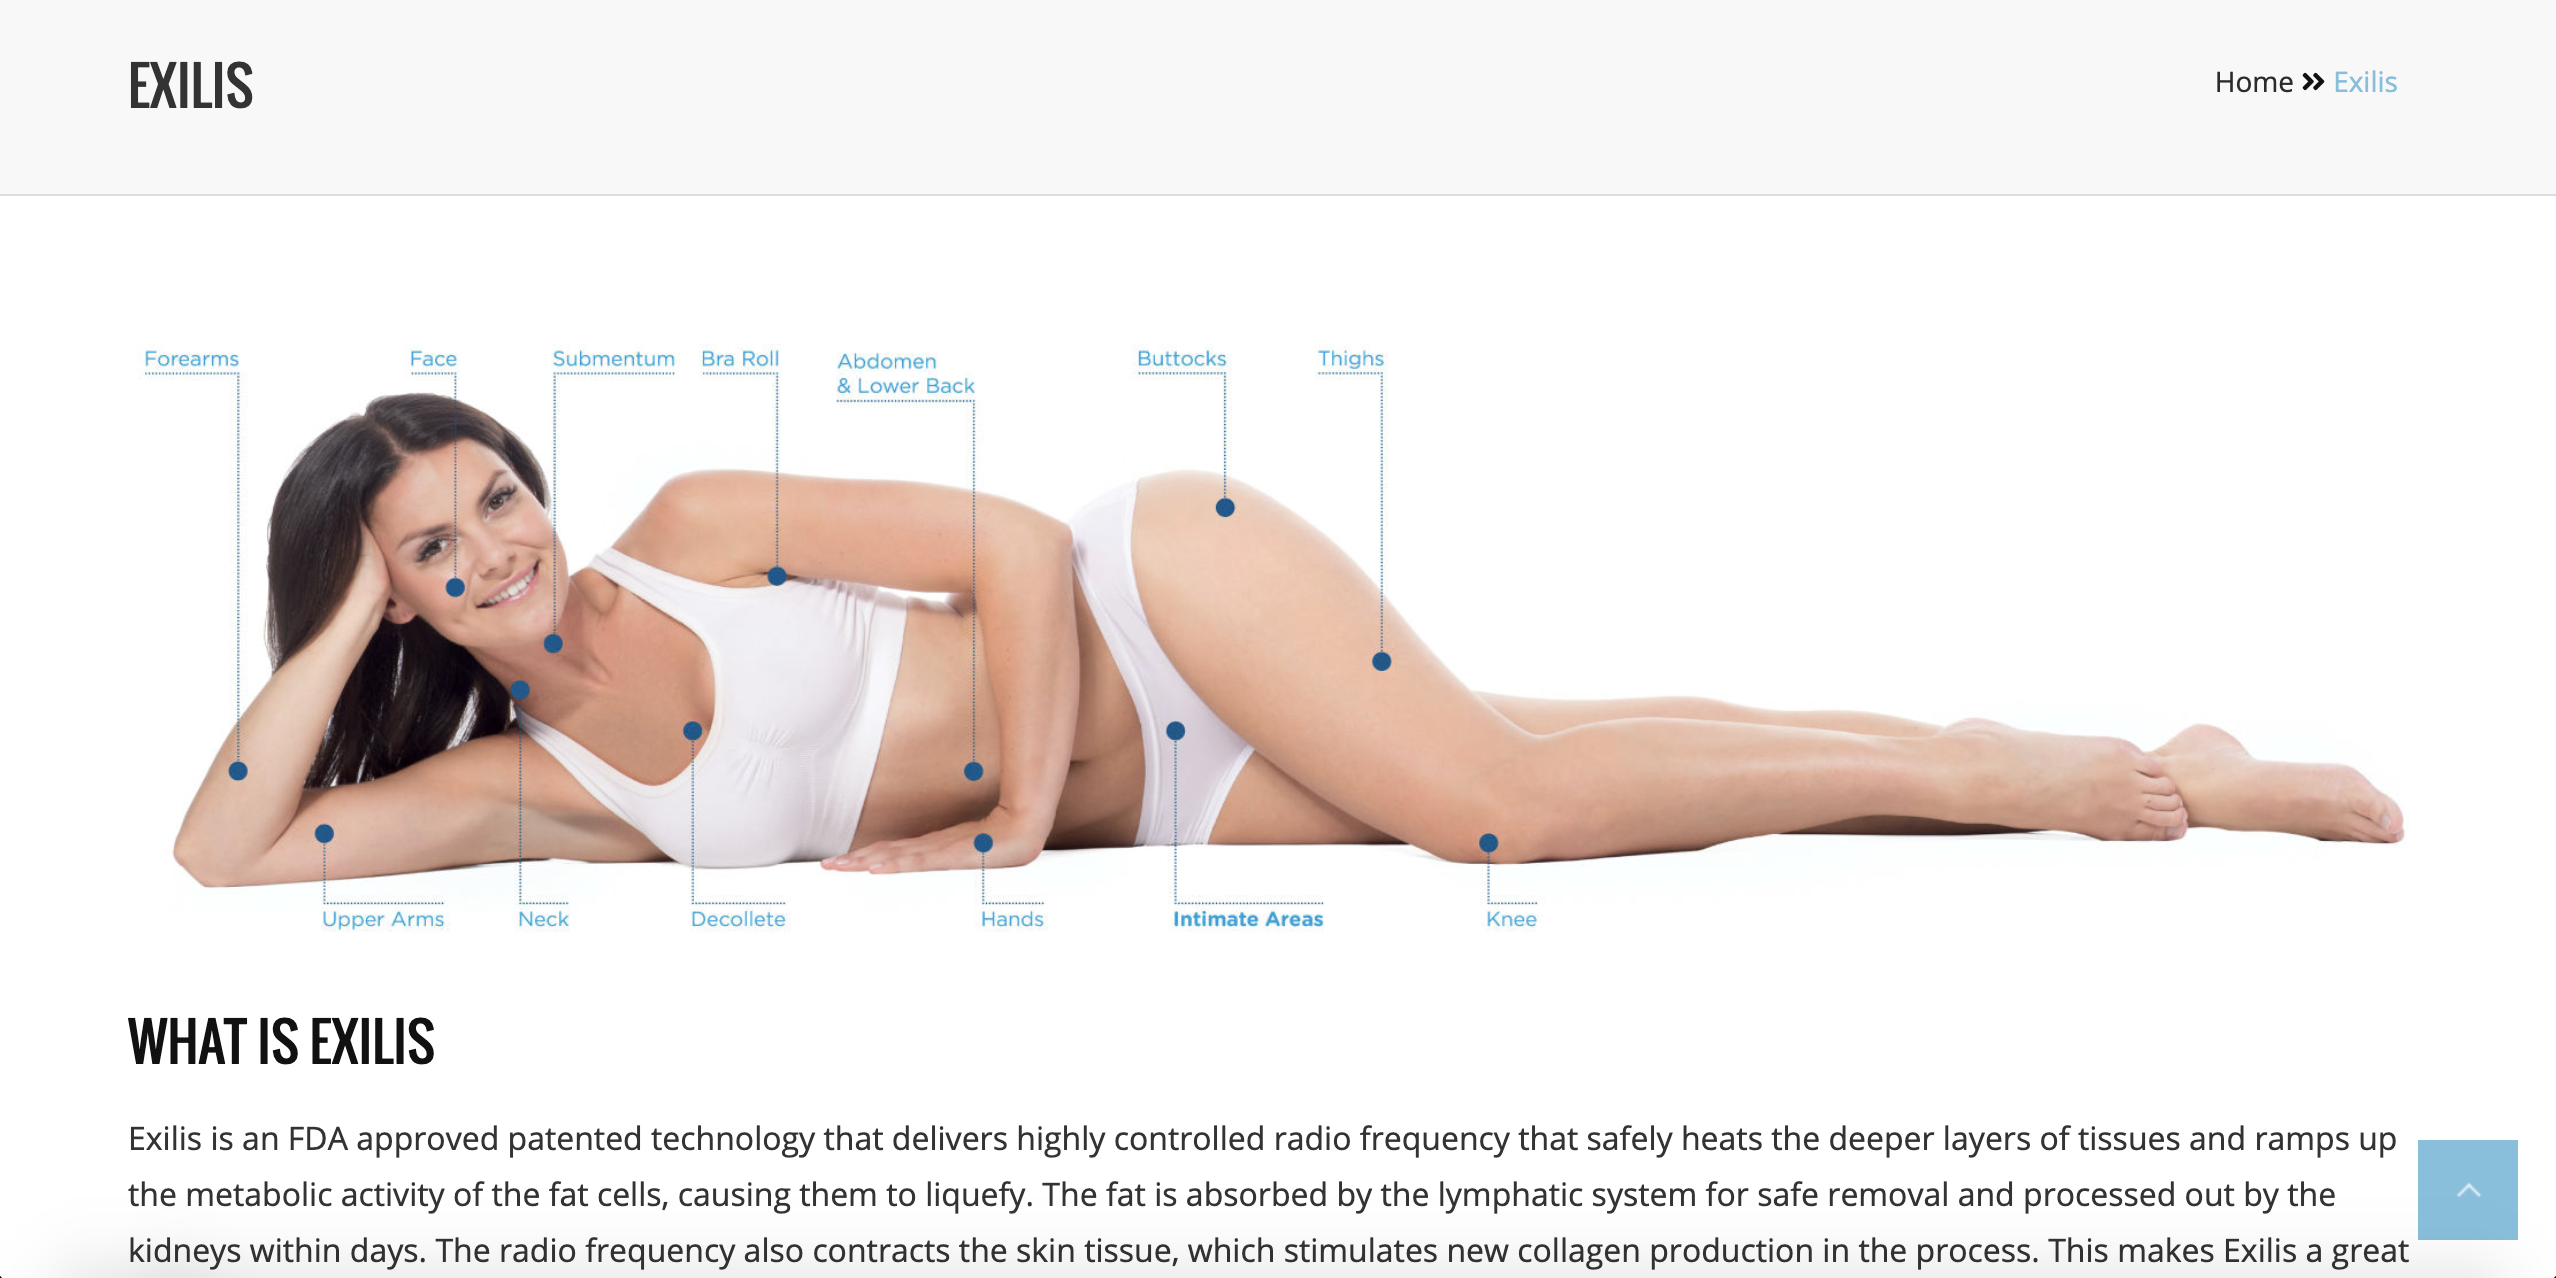 EXILIS
Home » Exilis
Forearms
Face
Submentum
Bra Roll
Abdomen
& Lower Back
Buttocks
Thighs
Upper Arms
Neck
Decollete
Hands
Intimate Areas
Knee
WHAT IS EXILIS
Exilis is an FDA approved patented technology that delivers highly controlled radio frequency that safely heats the deeper layers of tissues and ramps up
the metabolic activity of the fat cells, causing them to liquefy. The fat is absorbed by the lymphatic system for safe removal and processed out by the
kidneys within days. The radio frequency also contracts the skin tissue, which stimulates new collagen production in the process. This makes Exilis a great